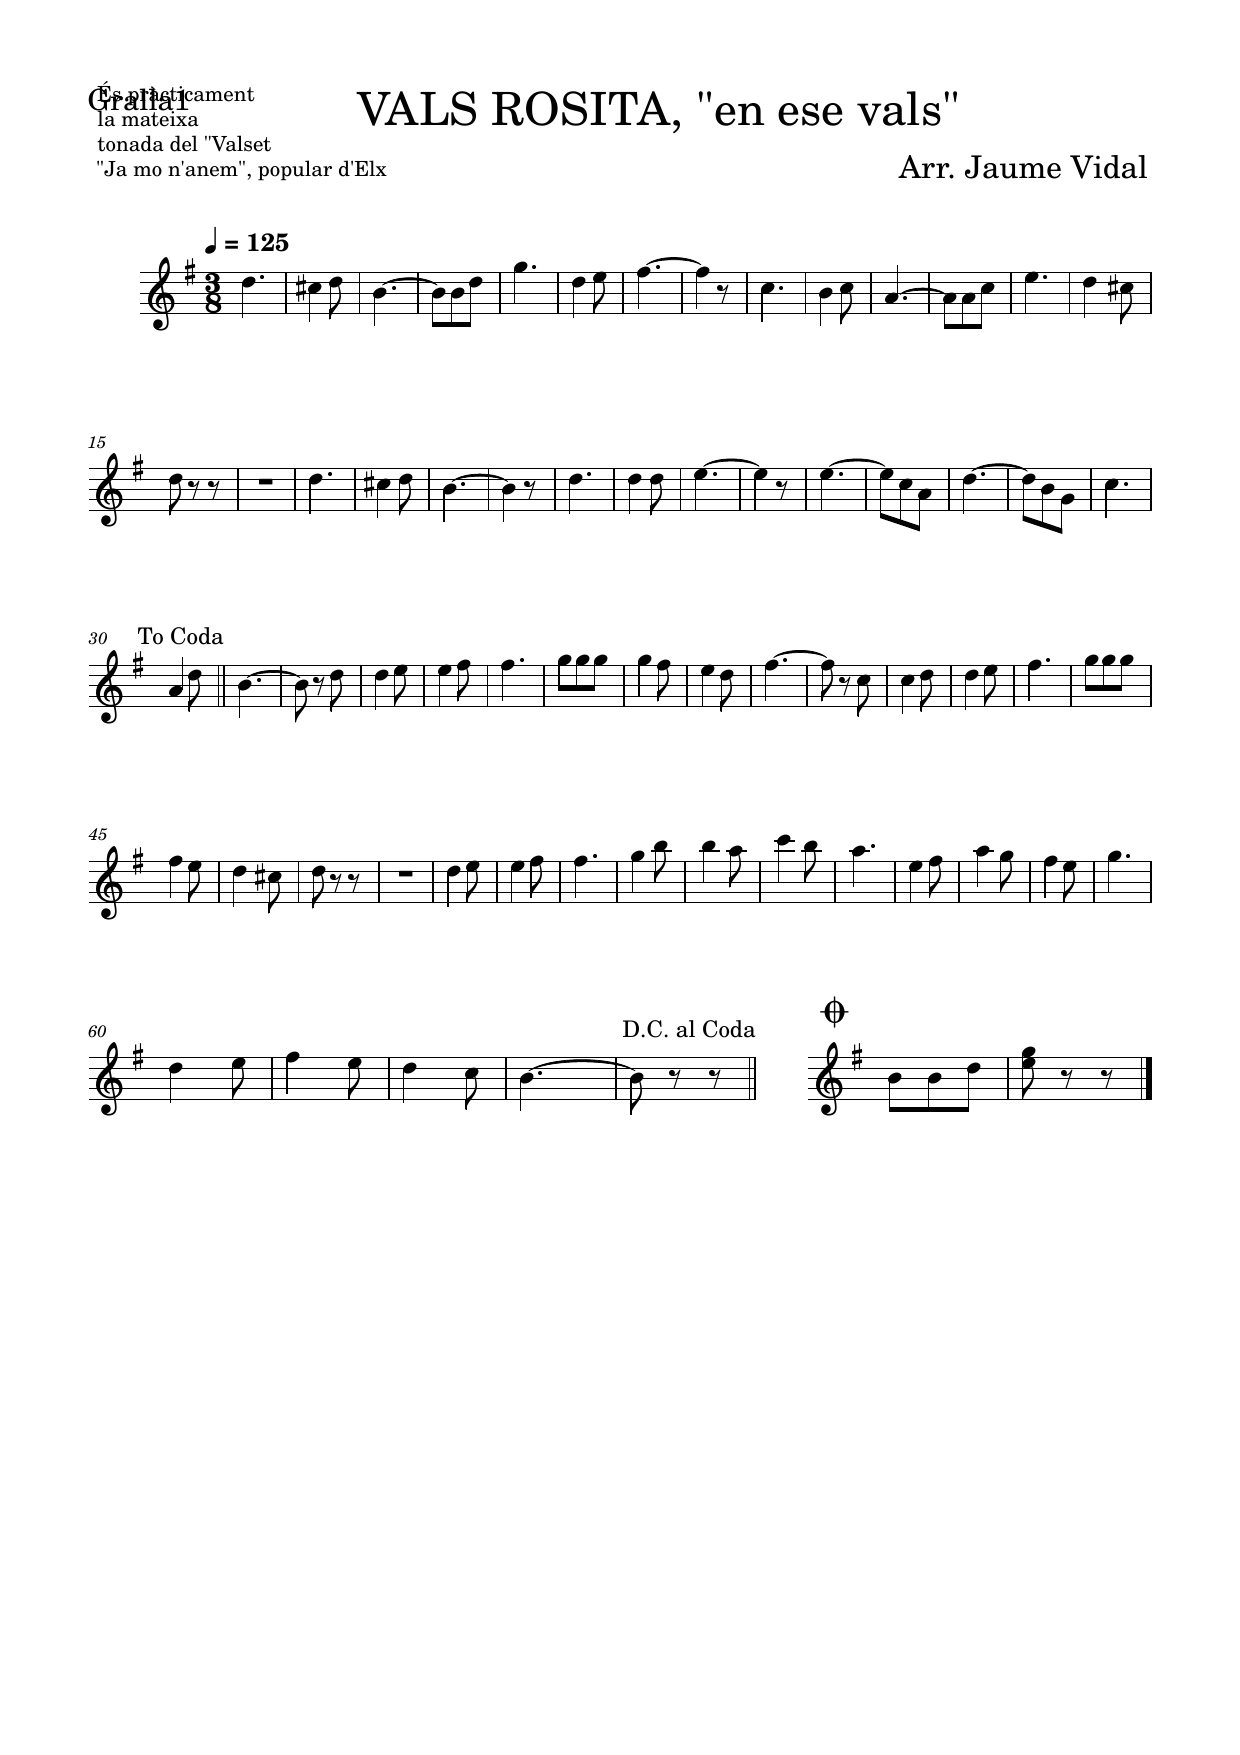 Gralla1
És pràcticament
la mateixa
tonada del "Valset
"Ja mo n'anem", popular d'Elx
VALS ROSITA, "en ese vals"
Arr. Jaume Vidal
= 125
3
8
15
30
To Coda
45
60
D.C. al Coda